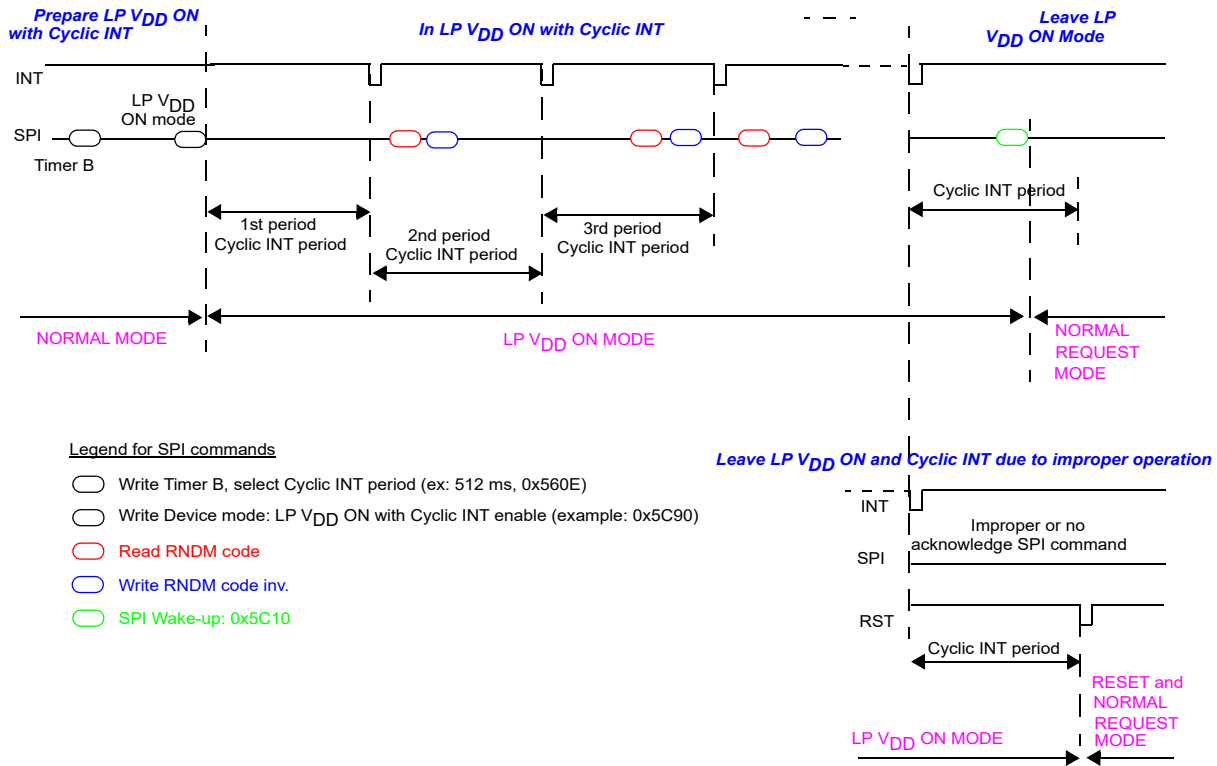 Prepare LP VDD ON
with Cyclic INT
In LP VDD ON with Cyclic INT
Leave LP
VDD ON Mode
INT
LP VDD
ON mode
SPI
Timer B
1st period
Cyclic INT period
2nd period
Cyclic INT period
3rd period
Cyclic INT period
Cyclic INT period
NORMAL MODE
LP VDD ON MODE
NORMAL
REQUEST
MODE
Legend for SPI commands
Write Timer B, select Cyclic INT period (ex: 512 ms, 0x560E)
Write Device mode: LP VDD ON with Cyclic INT enable (example: 0x5C90)
Read RNDM code
Write RNDM code inv.
SPI Wake-up: 0x5C10
Leave LP VDD ON and Cyclic INT due to improper operation
INT
Improper or no
acknowledge SPI command
SPI
RST
Cyclic INT period
RESET and
NORMAL
REQUEST
MODE
LP VDD ON MODE